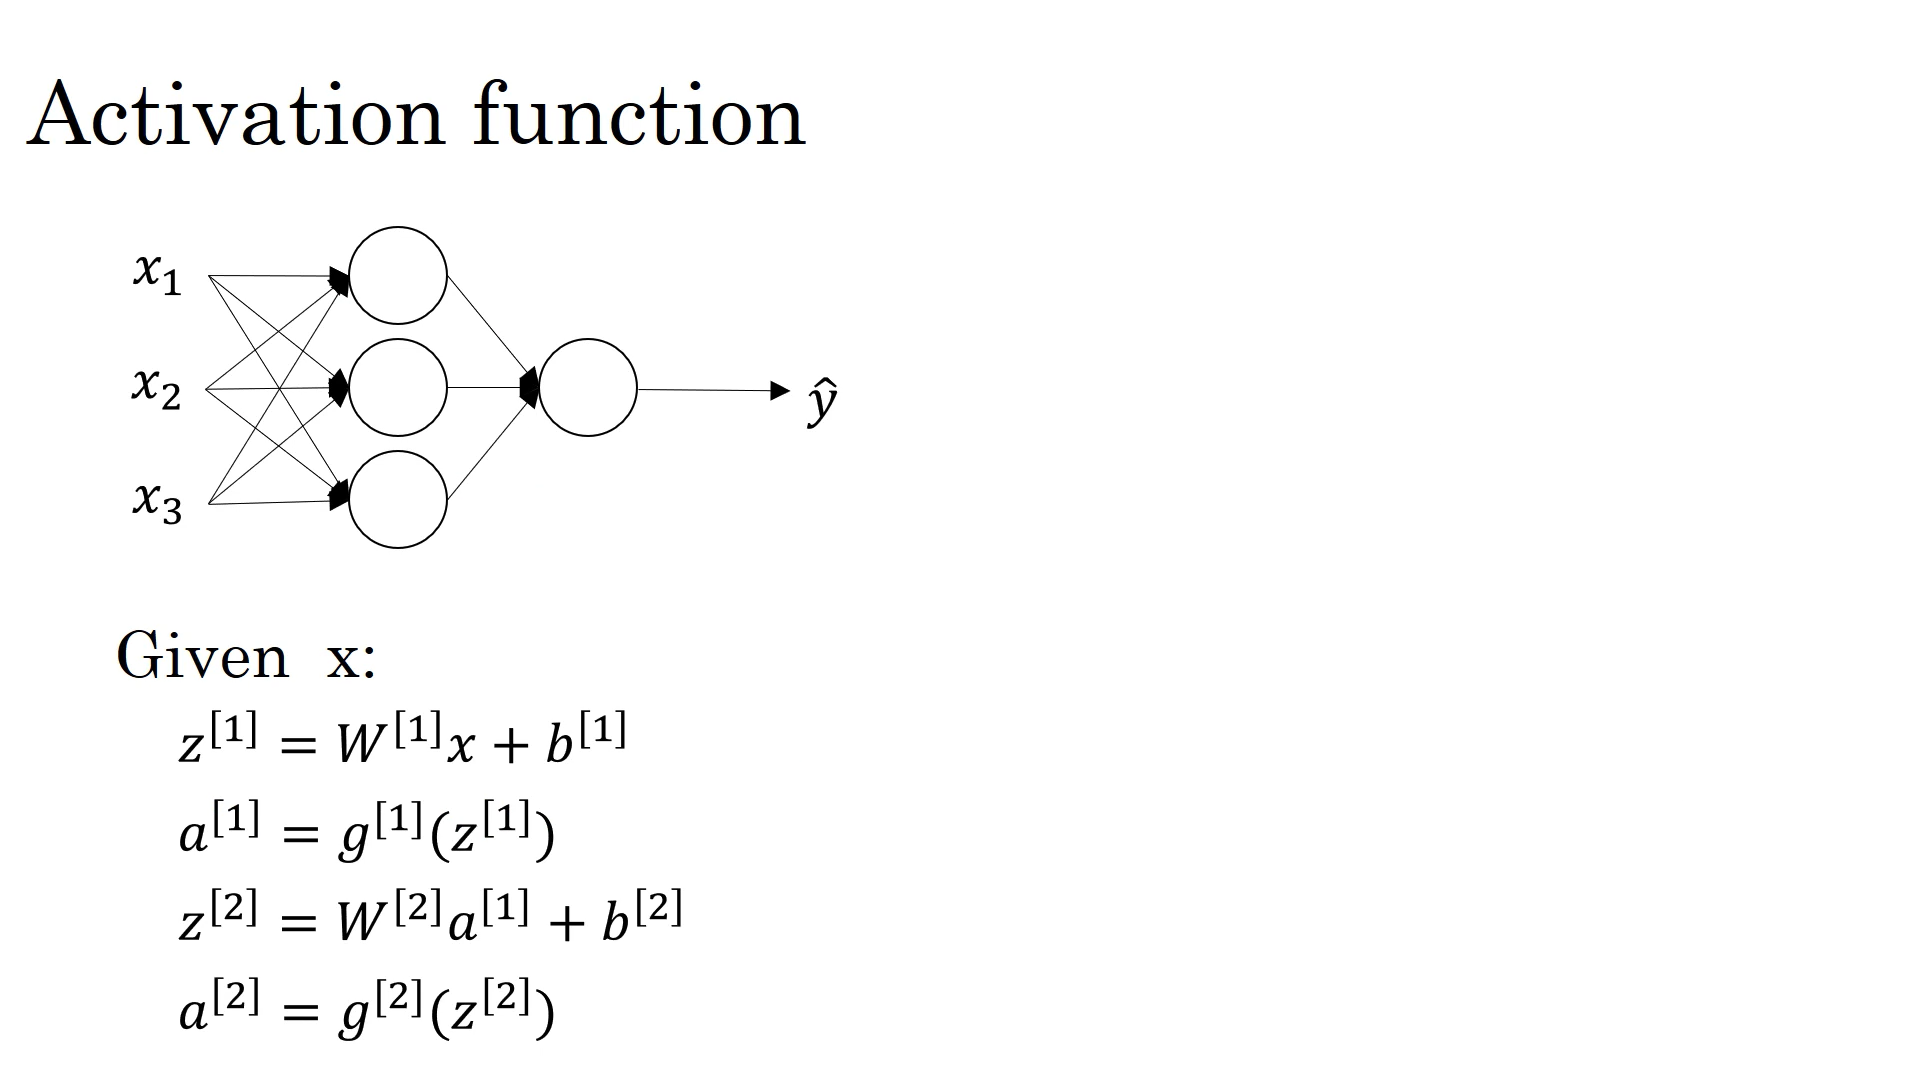 Activation function
x₁
x₂
ŷ
x₃
Given x:
z^[1] = W^[1]x + b^[1]
a^[1] = g^[1](z^[1])
z^[2] = W^[2]a^[1] + b^[2]
a^[2] = g^[2](z^[2])